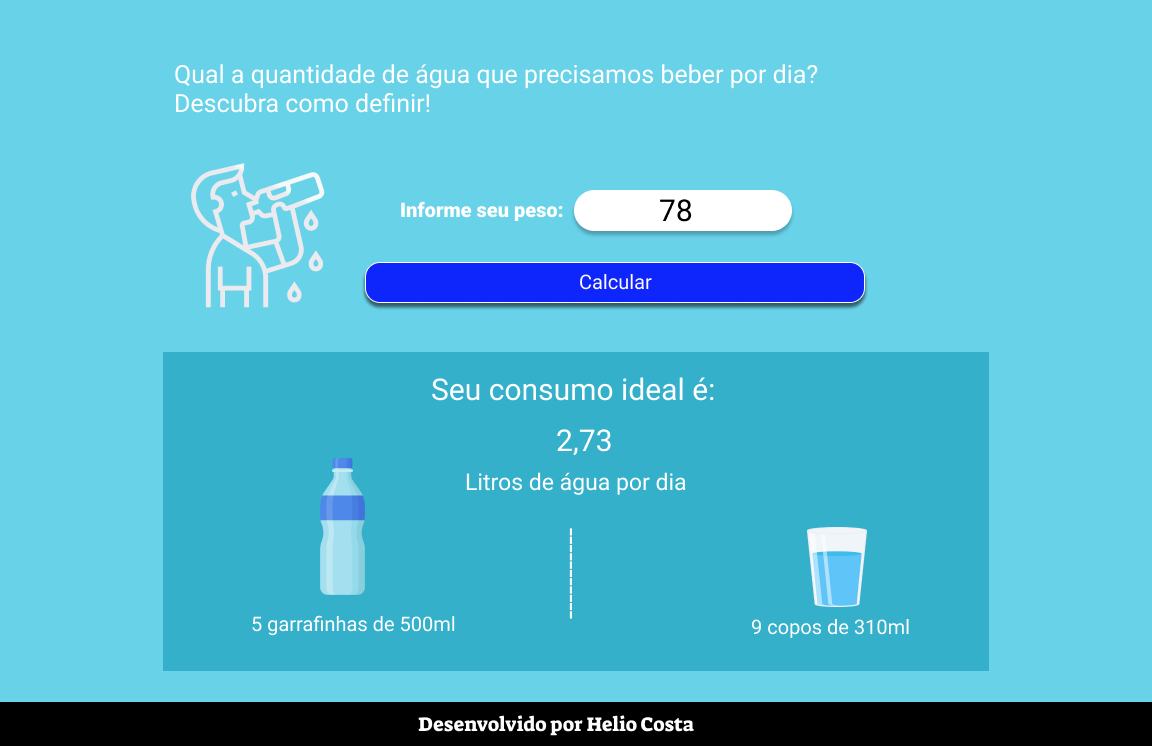 Qual a quantidade de água que precisamos beber por dia?
Descubra como definir!
Informe seu peso: 78
Calcular
Seu consumo ideal é:
2,73
Litros de água por dia
5 garrafinhas de 500ml
9 copos de 310ml
Desenvolvido por Helio Costa